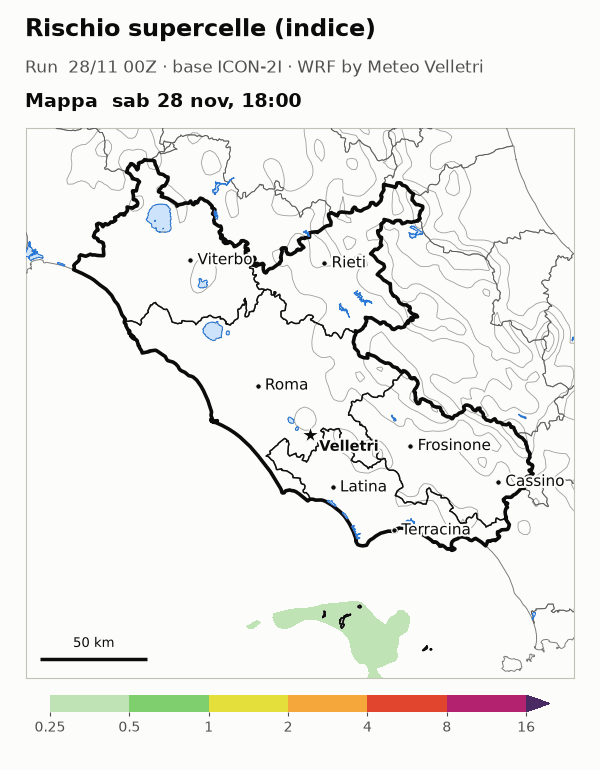 Rischio supercelle (indice)
Run  28/11 00Z · base ICON-2I · WRF by Meteo Velletri
Mappa  sab 28 nov, 18:00
Viterbo
Rieti
Roma
Velletri
Frosinone
Cassino
Latina
Terracina
50 km
0.25 0.5 1 2 4 8 16